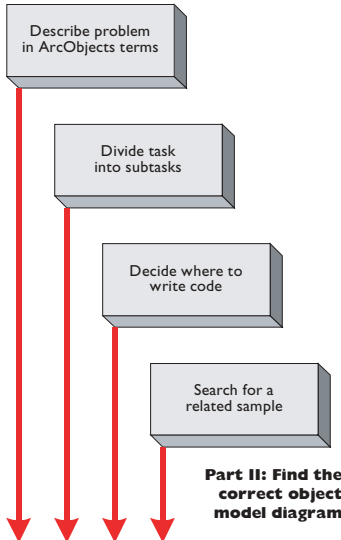 Describe problem
in ArcObjects terms
Divide task
into subtasks
Decide where to
write code
Search for a
related sample
Part II: Find the
correct object
model diagram